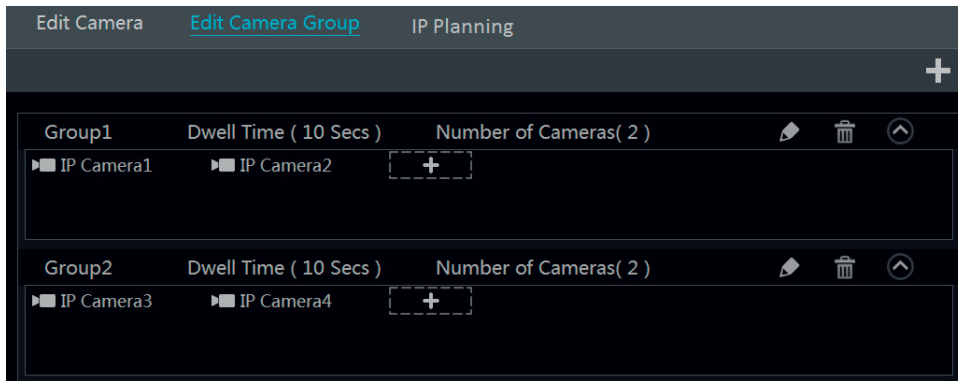 Edit Camera Edit Camera Group IP Planning
Group1 Dwell Time ( 10 Secs ) Number of Cameras( 2 )
IP Camera1 IP Camera2
Group2 Dwell Time ( 10 Secs ) Number of Cameras( 2 )
IP Camera3 IP Camera4